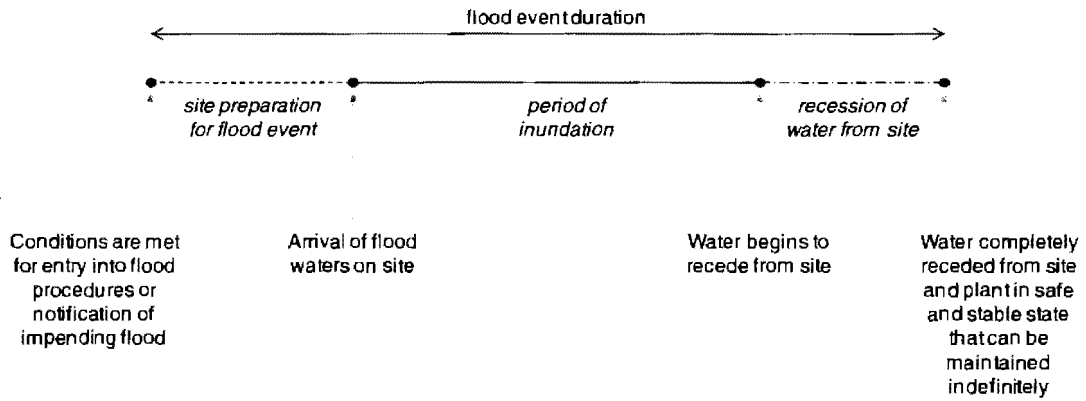 flood event duration
site preparation
for flood event
period of
inundation
recession of
water from site
Conditions are met
for entry into flood
procedures or
notification of
impending flood
Arrival of flood
waters on site
Water begins to
recede from site
Water completely
receded from site
and plant in safe
and stable state
that can be
maintained
indefinitely